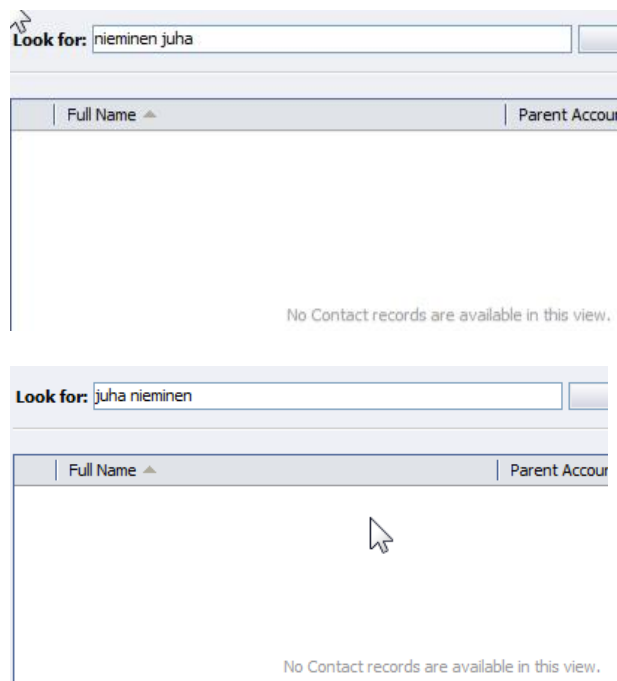 Look for: nieminen juha
Full Name Parent Accou
No Contact records are available in this view.
Look for: juha nieminen
Full Name Parent Accour
No Contact records are available in this view.